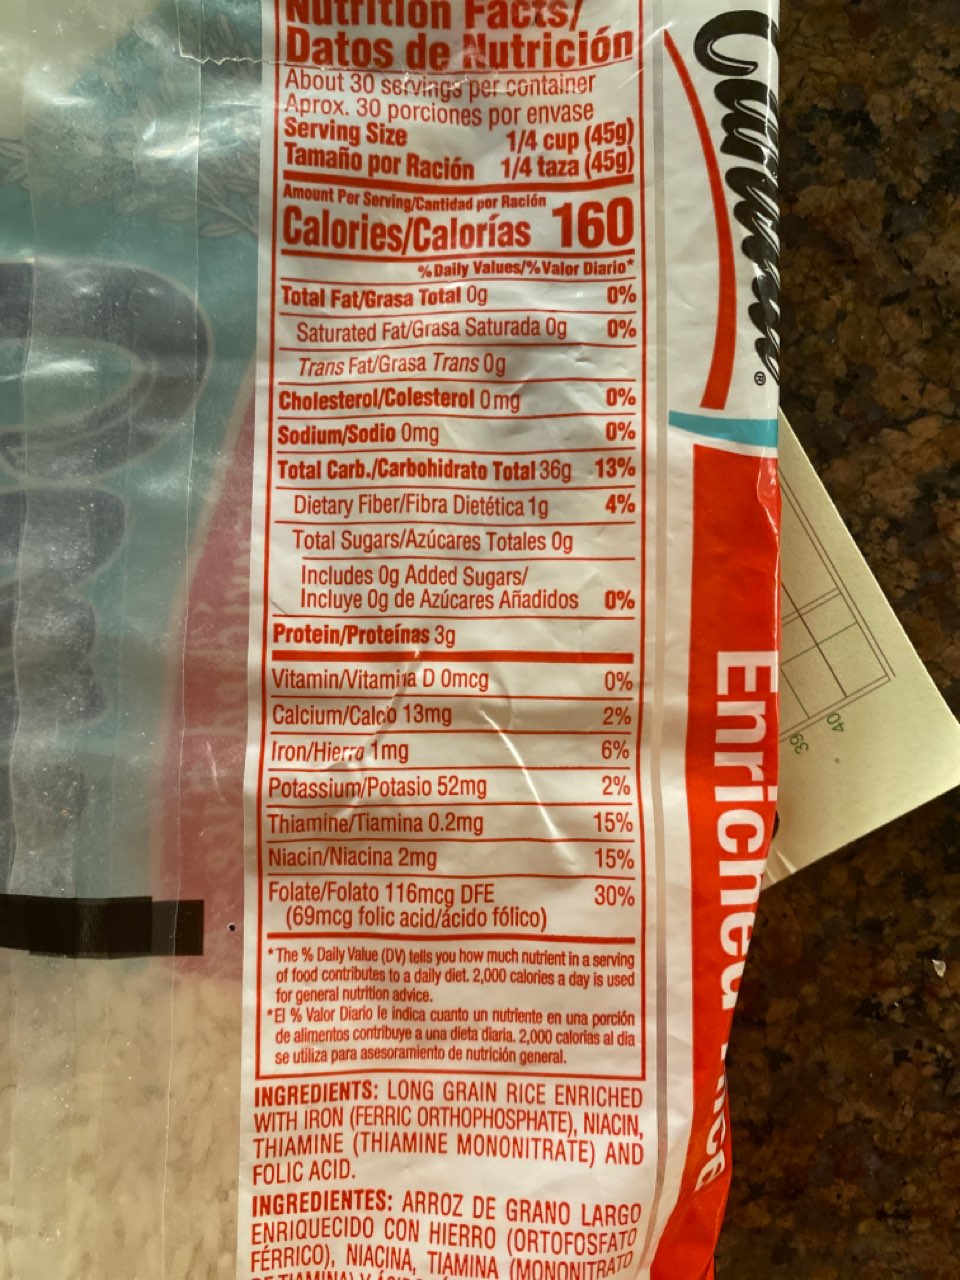 Nutrition Facts/
Datos de Nutrición
About 30 servings per container
Aprox. 30 porciones por envase
Serving Size 1/4 cup (45g)
Tamaño por Ración 1/4 taza (45g)
Amount Per Serving/Cantidad por Ración
Calories/Calorías 160
% Daily Values/% Valor Diario*
Total Fat/Grasa Total 0g 0%
Saturated Fat/Grasa Saturada 0g 0%
Trans Fat/Grasa Trans 0g
Cholesterol/Colesterol 0mg 0%
Sodium/Sodio 0mg 0%
Total Carb./Carbohidrato Total 36g 13%
Dietary Fiber/Fibra Dietética 1g 4%
Total Sugars/Azúcares Totales 0g
Includes 0g Added Sugars/
Incluye 0g de Azúcares Añadidos 0%
Protein/Proteínas 3g
Vitamin/Vitamina D 0mcg 0%
Calcium/Calcio 13mg 2%
Iron/Hierro 1mg 6%
Potassium/Potasio 52mg 2%
Thiamine/Tiamina 0.2mg 15%
Niacin/Niacina 2mg 15%
Folate/Folato 116mcg DFE 30%
(69mcg folic acid/ácido fólico)
*The % Daily Value (DV) tells you how much nutrient in a serving
of food contributes to a daily diet. 2,000 calories a day is used
for general nutrition advice.
*El % Valor Diario le indica cuanto un nutriente en una porción
de alimentos contribuye a una dieta diaria. 2,000 calorias al dia
se utiliza para asesoramiento de nutrición general.
INGREDIENTS: LONG GRAIN RICE ENRICHED
WITH IRON (FERRIC ORTHOPHOSPHATE), NIACIN,
THIAMINE (THIAMINE MONONITRATE) AND
FOLIC ACID.
INGREDIENTES: ARROZ DE GRANO LARGO
ENRIQUECIDO CON HIERRO (ORTOFOSFATO
FÉRRICO), NIACINA, TIAMINA (MONONITRATO
Enriched Rice
39
40